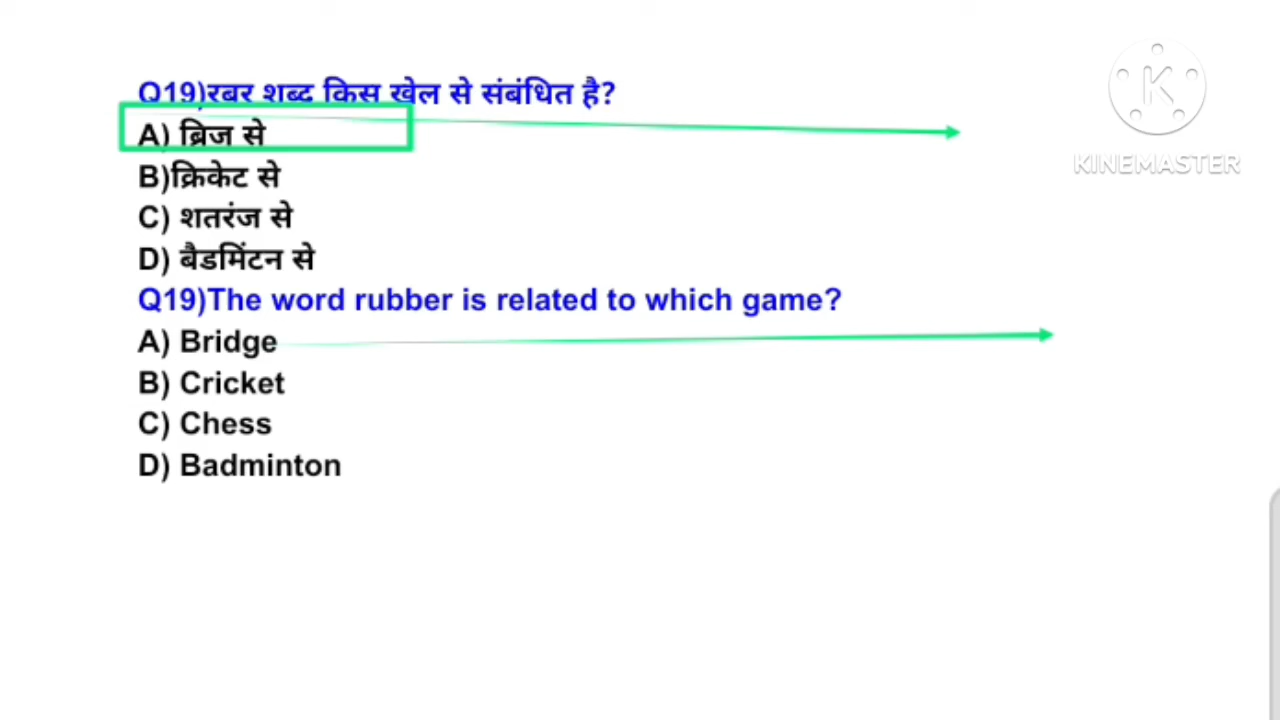 Q19)रबर शब्द किस खेल से संबंधित है?
A) ब्रिज से
B)क्रिकेट से
C) शतरंज से
D) बैडमिंटन से
Q19)The word rubber is related to which game?
A) Bridge
B) Cricket
C) Chess
D) Badminton
K
KINEMASTER